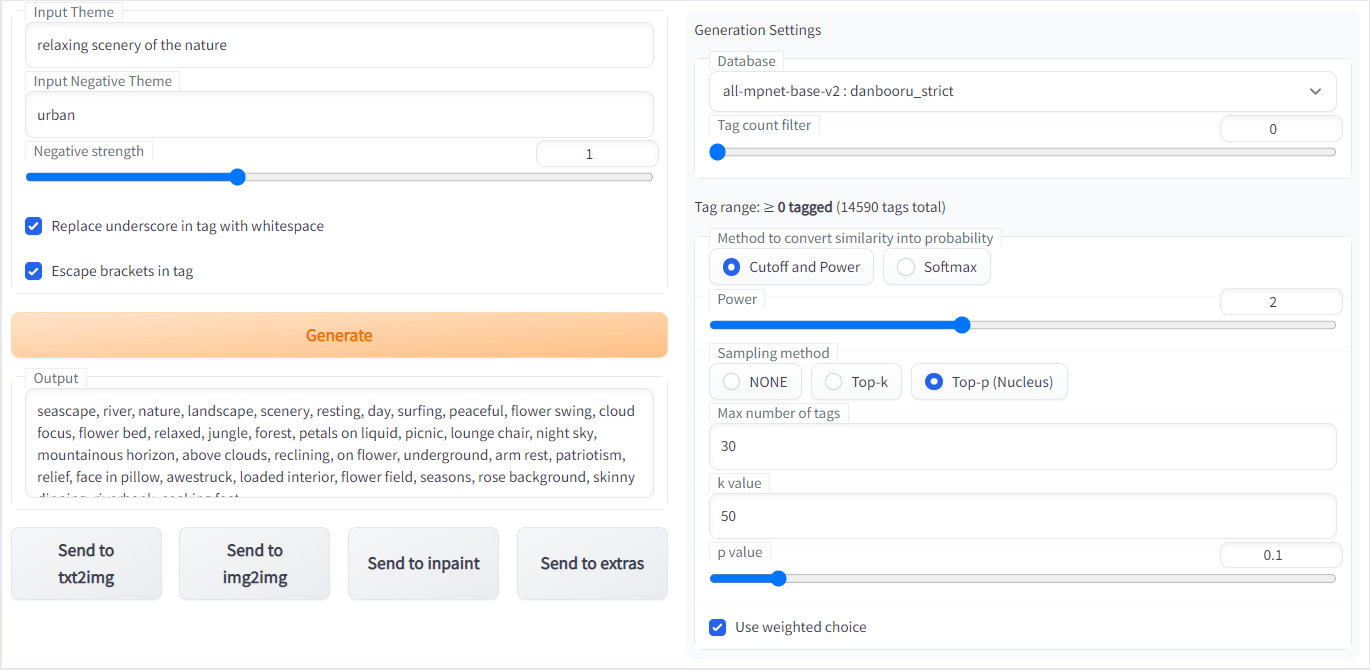 Input Theme
relaxing scenery of the nature
Input Negative Theme
urban
Negative strength
1
Replace underscore in tag with whitespace
Escape brackets in tag
Generate
Output
seascape, river, nature, landscape, scenery, resting, day, surfing, peaceful, flower swing, cloud
focus, flower bed, relaxed, jungle, forest, petals on liquid, picnic, lounge chair, night sky,
mountainous horizon, above clouds, reclining, on flower, underground, arm rest, patriotism,
relief, face in pillow, awestruck, loaded interior, flower field, seasons, rose background, skinny
Send to
txt2img
Send to
img2img
Send to inpaint
Send to extras
Generation Settings
Database
all-mpnet-base-v2 : danbooru_strict
Tag count filter
0
Tag range: ≥ 0 tagged (14590 tags total)
Method to convert similarity into probability
Cutoff and Power
Softmax
Power
2
Sampling method
NONE
Top-k
Top-p (Nucleus)
Max number of tags
30
k value
50
p value
0.1
Use weighted choice